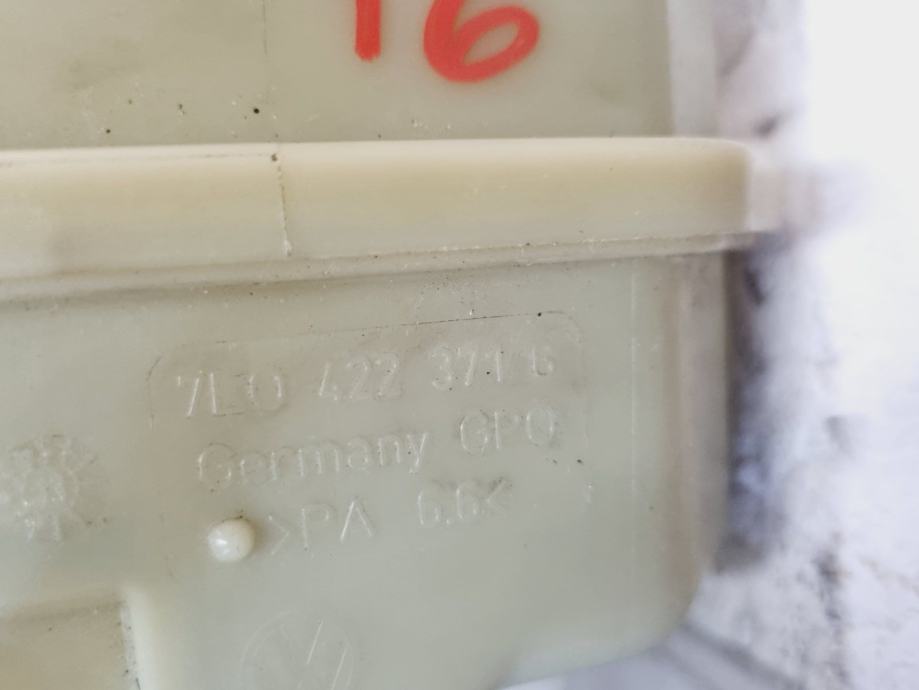 16
7L0 422 371 G
Germany GPO
>PA 6.6<